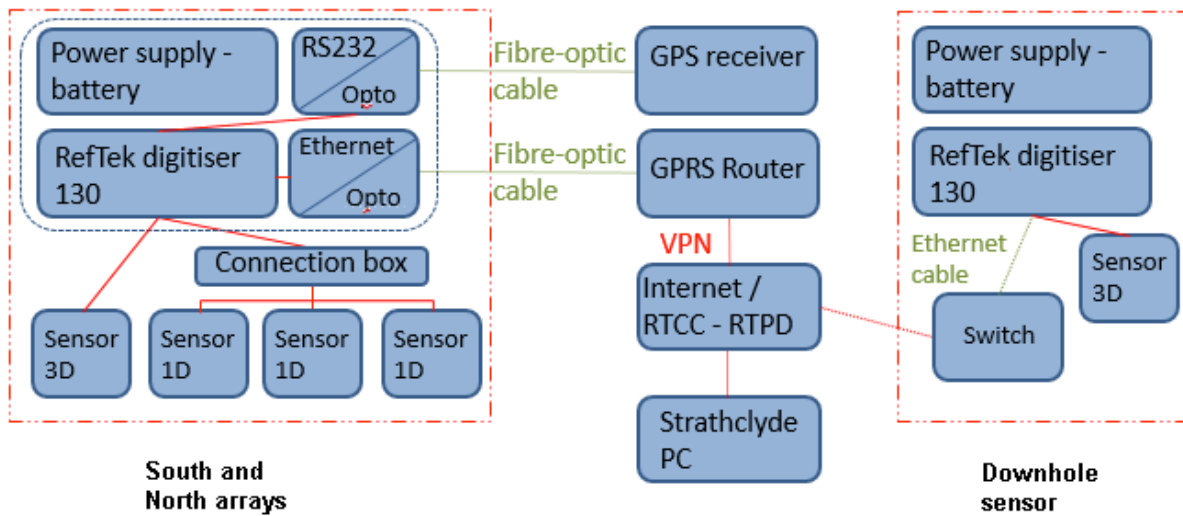 Power supply -
battery
RS232
Opto
RefTek digitiser
130
Ethernet
Opto
Connection box
Sensor
3D
Sensor
1D
Sensor
1D
Sensor
1D
South and
North arrays
Fibre-optic
cable
Fibre-optic
cable
GPS receiver
GPRS Router
VPN
Internet /
RTCC - RTPD
Strathclyde
PC
Power supply -
battery
RefTek digitiser
130
Ethernet
cable
Sensor
3D
Switch
Downhole
sensor